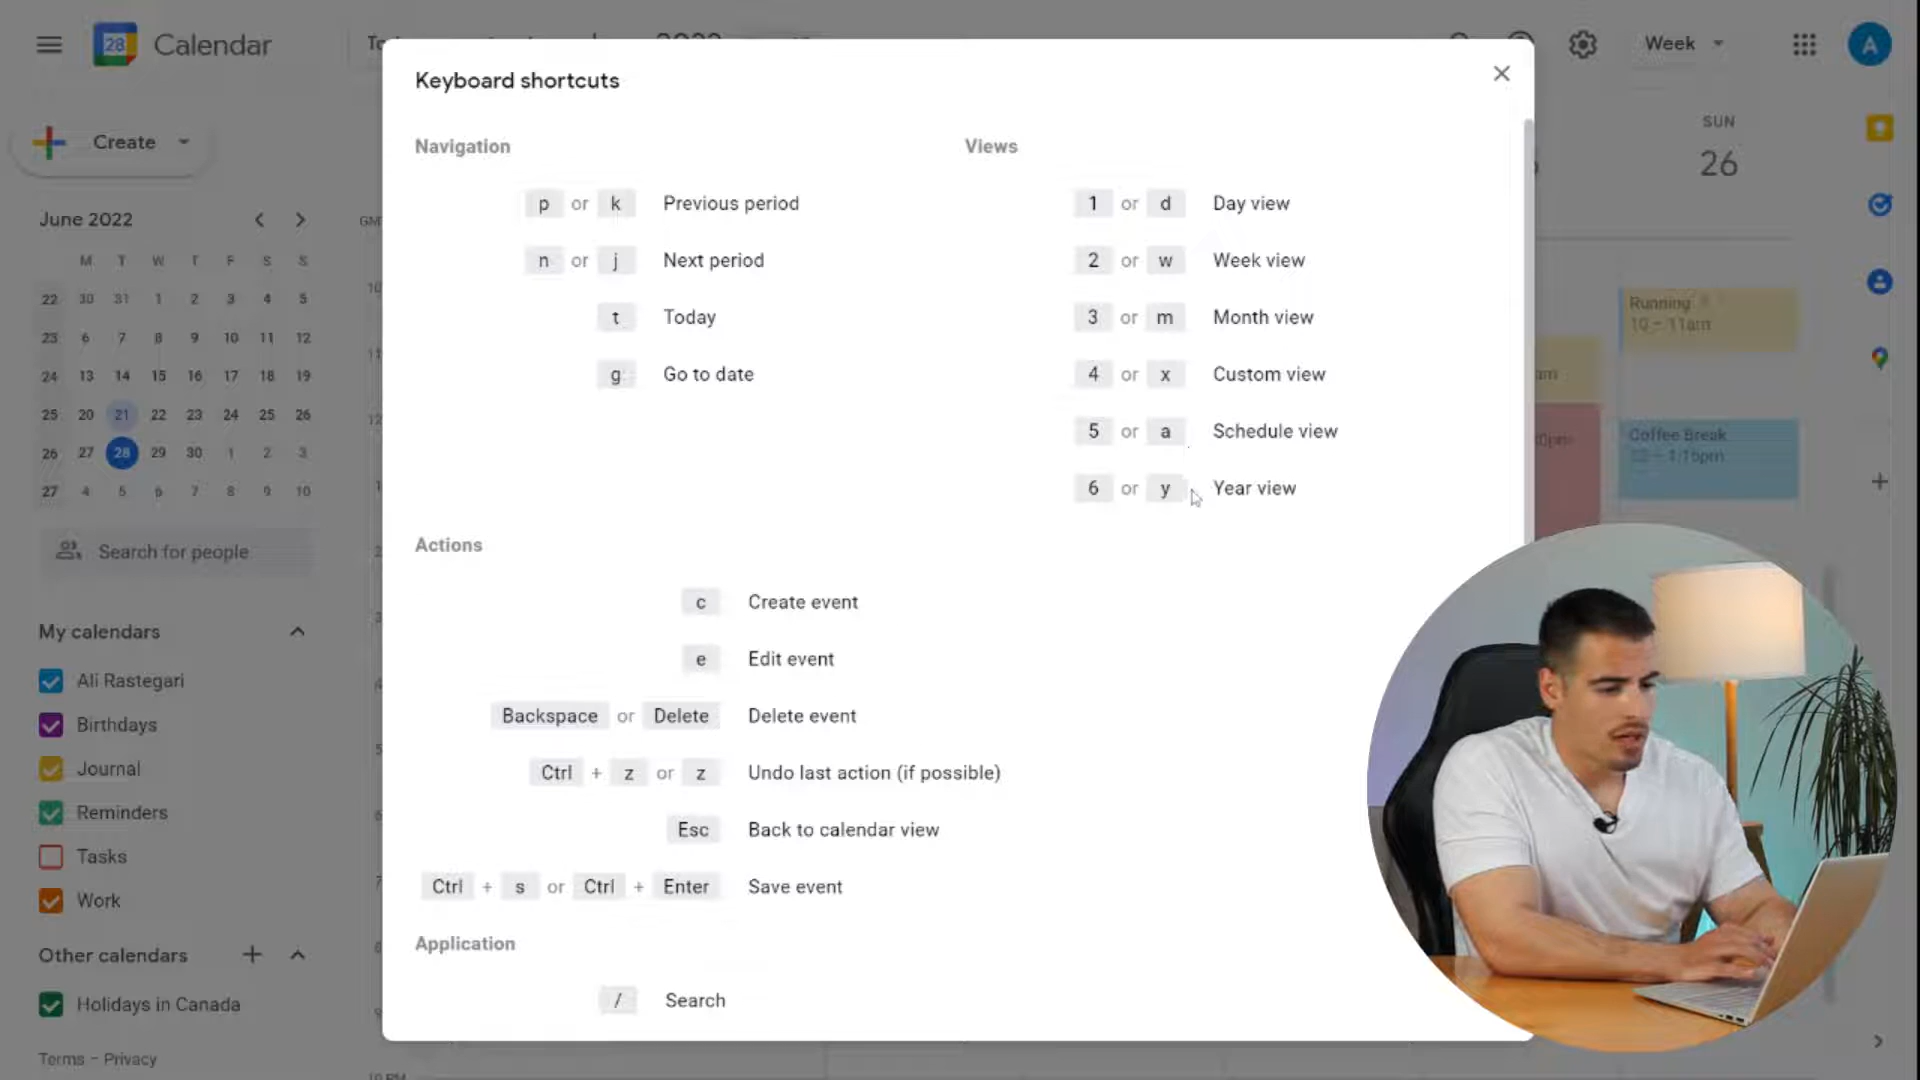 28 Calendar
Week
A
Keyboard shortcuts
Create
SUN
26
Navigation
Views
p or k Previous period
1 or d Day view
n or j Next period
2 or w Week view
t Today
3 or m Month view
g Go to date
4 or x Custom view
5 or a Schedule view
6 or y Year view
June 2022
M T W T F S S
22 30 31 1 2 3 4 5
23 6 7 8 9 10 11 12
24 13 14 15 16 17 18 19
25 20 21 22 23 24 25 26
26 27 28 29 30 1 2 3
27 4 5 6 7 8 9 10
Running
10 – 11am
Coffee Break
12 – 1:15pm
Search for people
Actions
c Create event
e Edit event
Backspace or Delete Delete event
Ctrl + z or z Undo last action (if possible)
Esc Back to calendar view
Ctrl + s or Ctrl + Enter Save event
Application
/ Search
My calendars
Ali Rastegari
Birthdays
Journal
Reminders
Tasks
Work
Other calendars
Holidays in Canada
Terms – Privacy